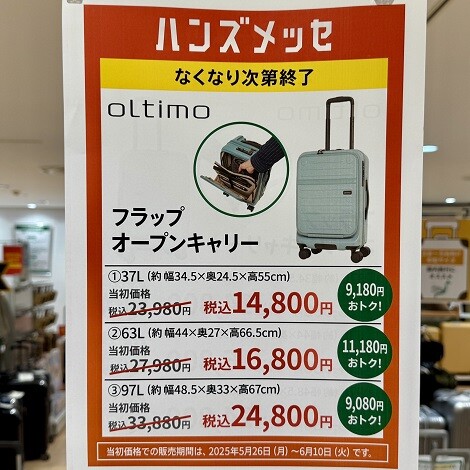 ハンズメッセ
なくなり次第終了
oltimo
フラップ
オープンキャリー
①37L (約 幅34.5×奥24.5×高55cm)
当初価格
税込23,980円 税込14,800円
9,180円
おトク!
②63L (約 幅44×奥27×高66.5cm)
当初価格
税込27,980円 税込16,800円
11,180円
おトク!
③97L (約 幅48.5×奥33×高67cm)
当初価格
税込33,880円 税込24,800円
9,080円
おトク!
当初価格での販売期間は、2025年5月26日(月)～6月10日(火)です。